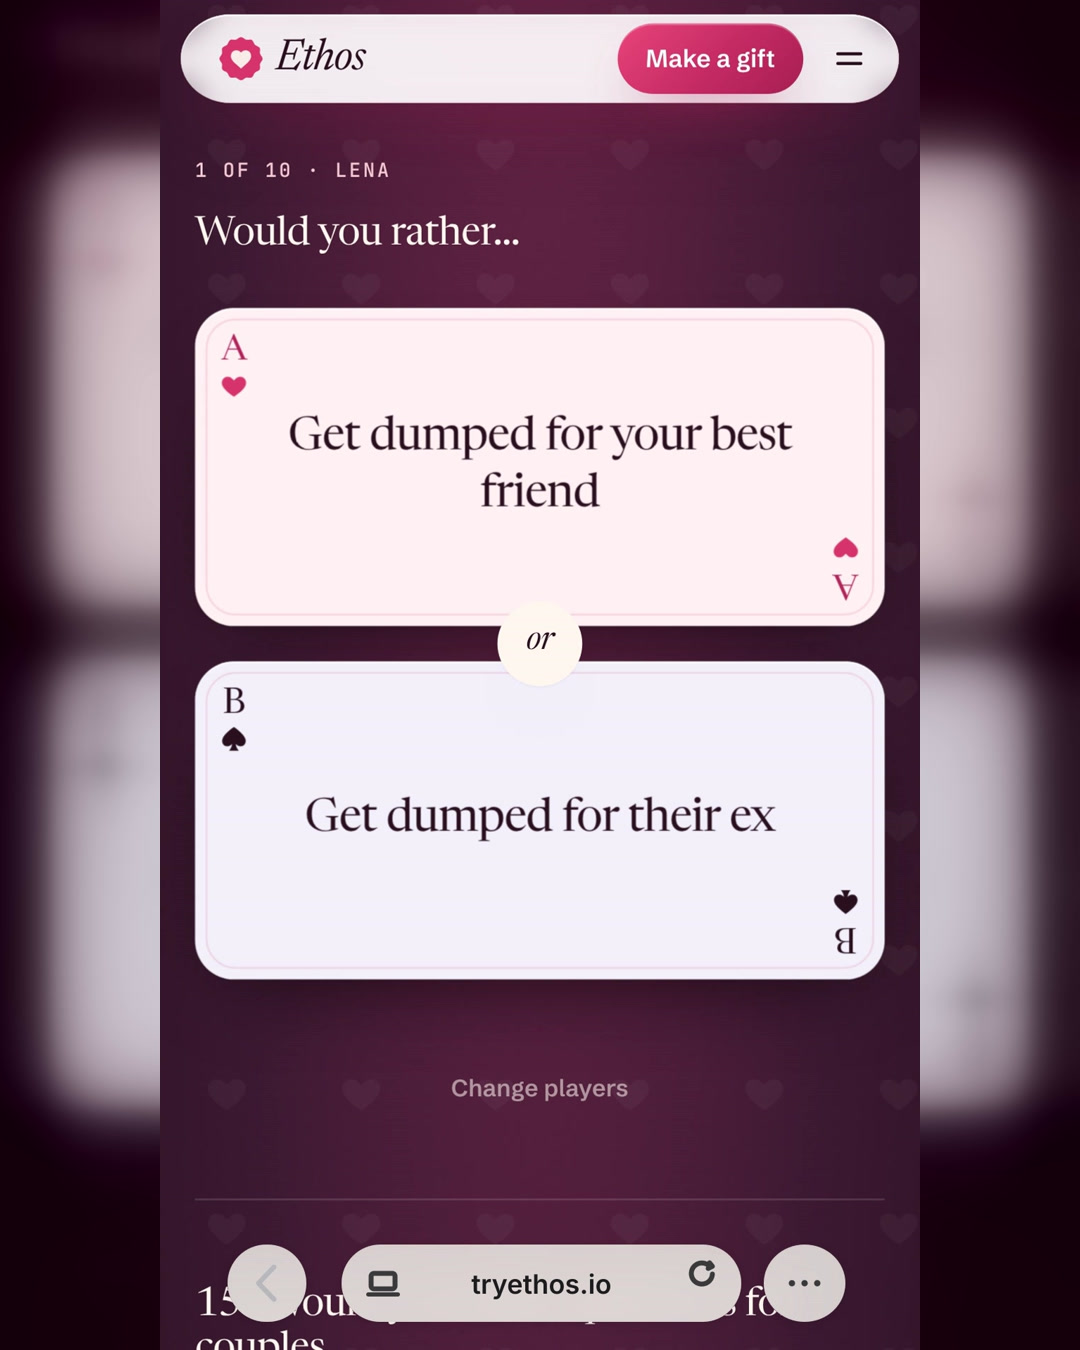 Ethos
Make a gift
1 OF 10 · LENA
Would you rather...
A
Get dumped for your best
friend
A
or
B
Get dumped for their ex
B
Change players
tryethos.io
couples